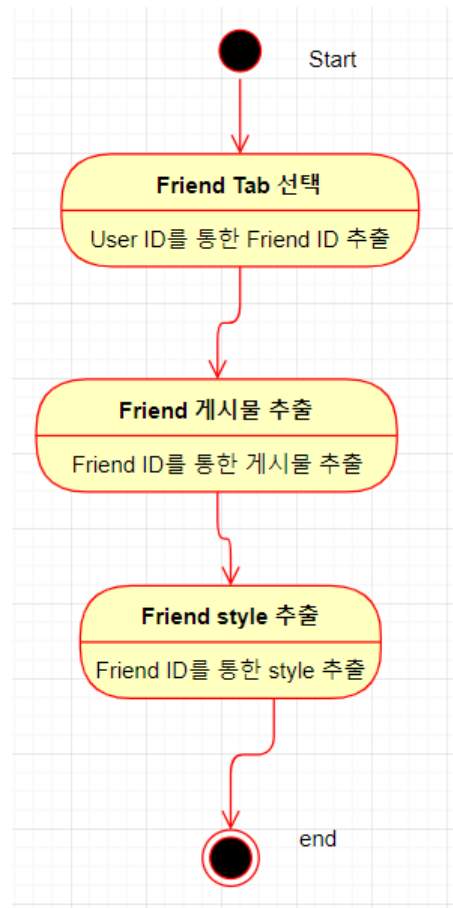 Start
Friend Tab 선택
User ID를 통한 Friend ID 추출
Friend 게시물 추출
Friend ID를 통한 게시물 추출
Friend style 추출
Friend ID를 통한 style 추출
end